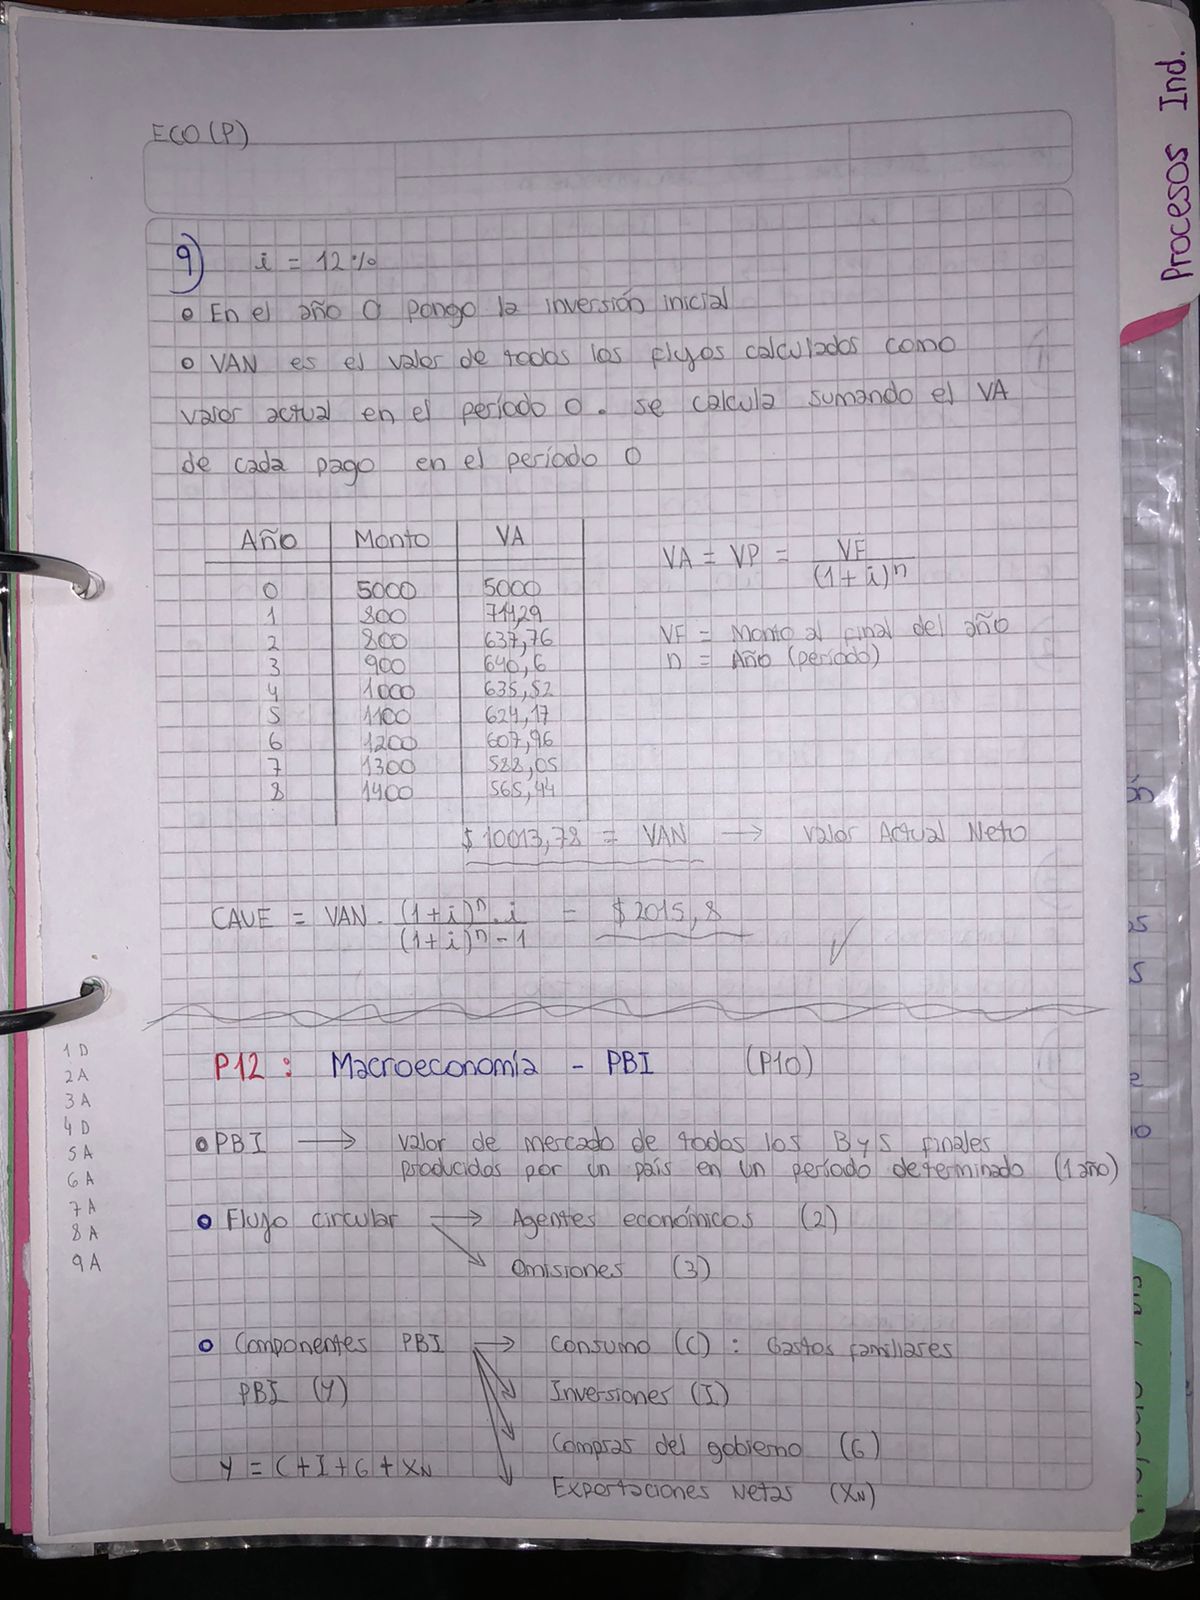 Procesos Ind.
ECO (P)
9) i = 12%
En el año 0 pongo la inversión inicial
VAN es el valor de todos los flujos calculados como
valor actual en el período 0. se calcula sumando el VA
de cada pago en el período 0
Año Monto VA
0 5000 5000
1 800 714,29
2 800 637,76
3 900 640,6
4 1000 635,52
5 1100 624,17
6 1200 607,96
7 1300 588,05
8 1400 565,44
VA = VP = VF
(1+i)^n
VF = Monto al final del año
n = Año (período)
$ 10013,78 = VAN → Valor Actual Neto
CAUE = VAN . (1+i)^n . i = $ 2015,8
(1+i)^n - 1
1 D
2 A
3 A
4 D
5 A
6 A
7 A
8 A
9 A
P12: Macroeconomía - PBI (P10)
PBI → valor de mercado de todos los B y S finales
producidos por un país en un período determinado (1 año)
Flujo circular → Agentes económicos (2)
Omisiones (3)
Componentes PBI → Consumo (C): Gastos familiares
PBI (Y) Inversiones (I)
Compras del gobierno (G)
Y = C+I+G+XN
Exportaciones Netas (XN)